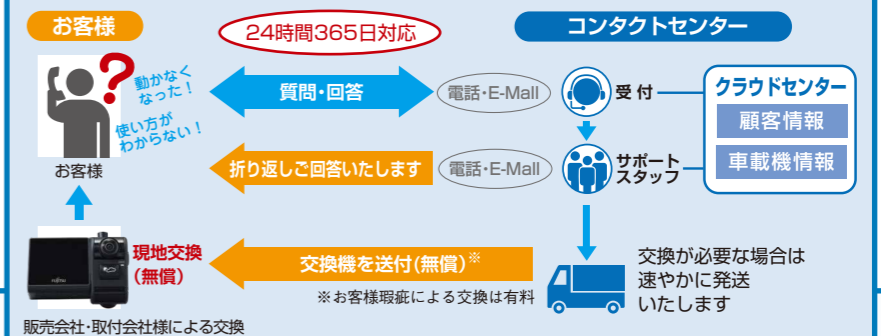 お客様
24時間365日対応
コンタクトセンター
?
動かなく
なった!
使い方が
わからない!
お客様
質問・回答
電話・E-Mall
受付
クラウドセンター
顧客情報
車載機情報
折り返しご回答いたします
電話・E-Mall
サポート
スタッフ
現地交換
(無償)
FUJITSU
交換機を送付(無償)※
※お客様瑕疵による交換は有料
交換が必要な場合は
速やかに発送
いたします
販売会社・取付会社様による交換